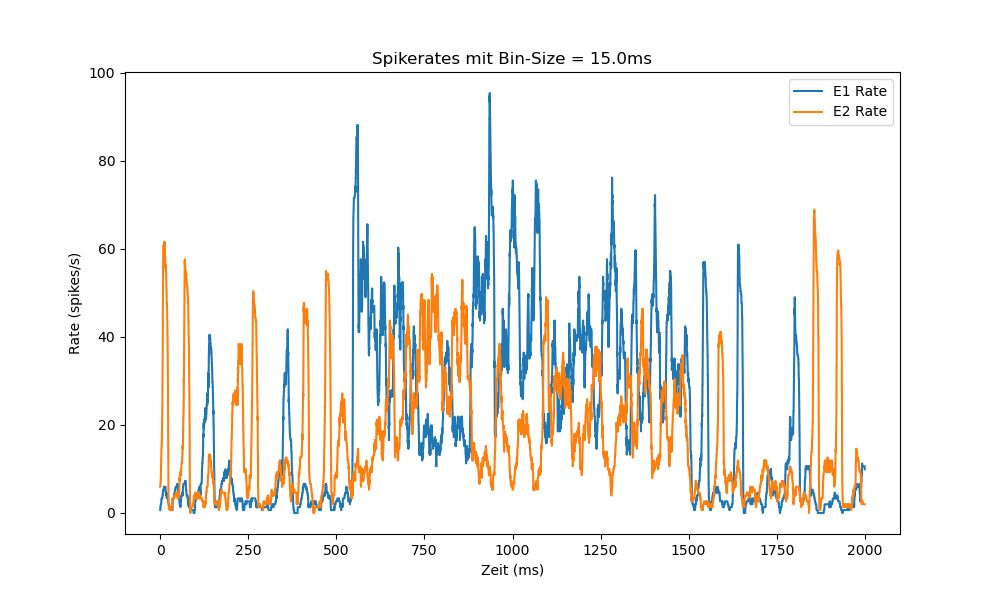 Spikerates mit Bin-Size = 15.0ms
E1 Rate
E2 Rate
100
80
60
40
20
0
Rate (spikes/s)
0 250 500 750 1000 1250 1500 1750 2000
Zeit (ms)